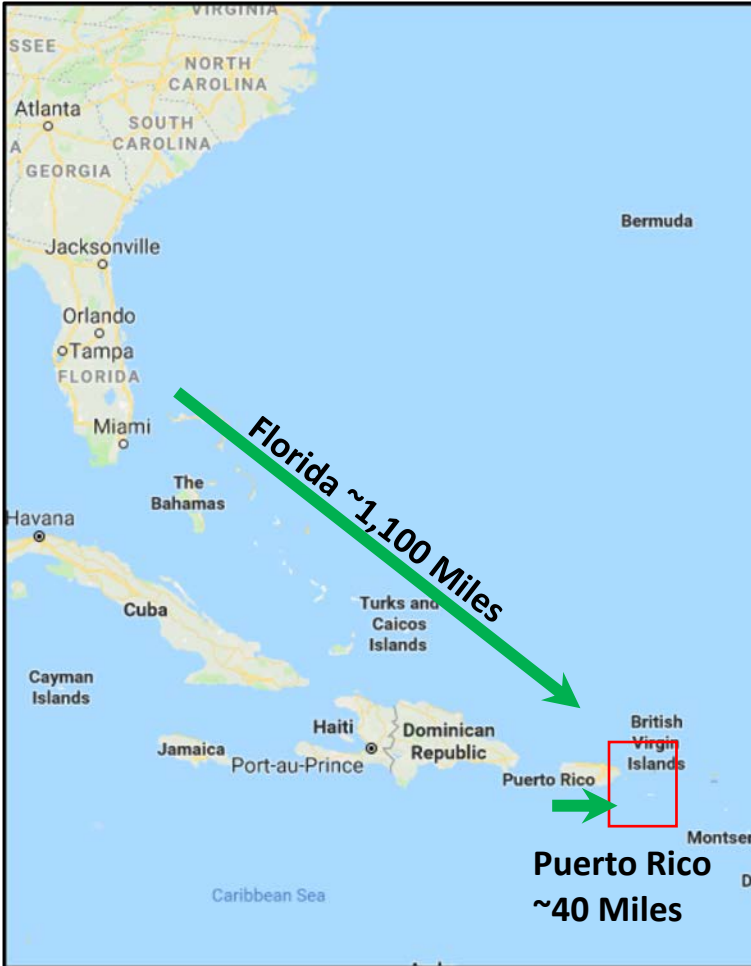 VIRGINIA
SSEE
NORTH
CAROLINA
Atlanta
SOUTH
CAROLINA
A
GEORGIA
Bermuda
Jacksonville
Orlando
Tampa
FLORIDA
Miami
Florida ~1,100 Miles
The
Bahamas
Havana
Cuba
Turks and
Caicos
Islands
Cayman
Islands
Haiti
Dominican
Republic
British
Virgin
Islands
Jamaica
Port-au-Prince
Puerto Rico
Montser
Puerto Rico
~40 Miles
D
Caribbean Sea